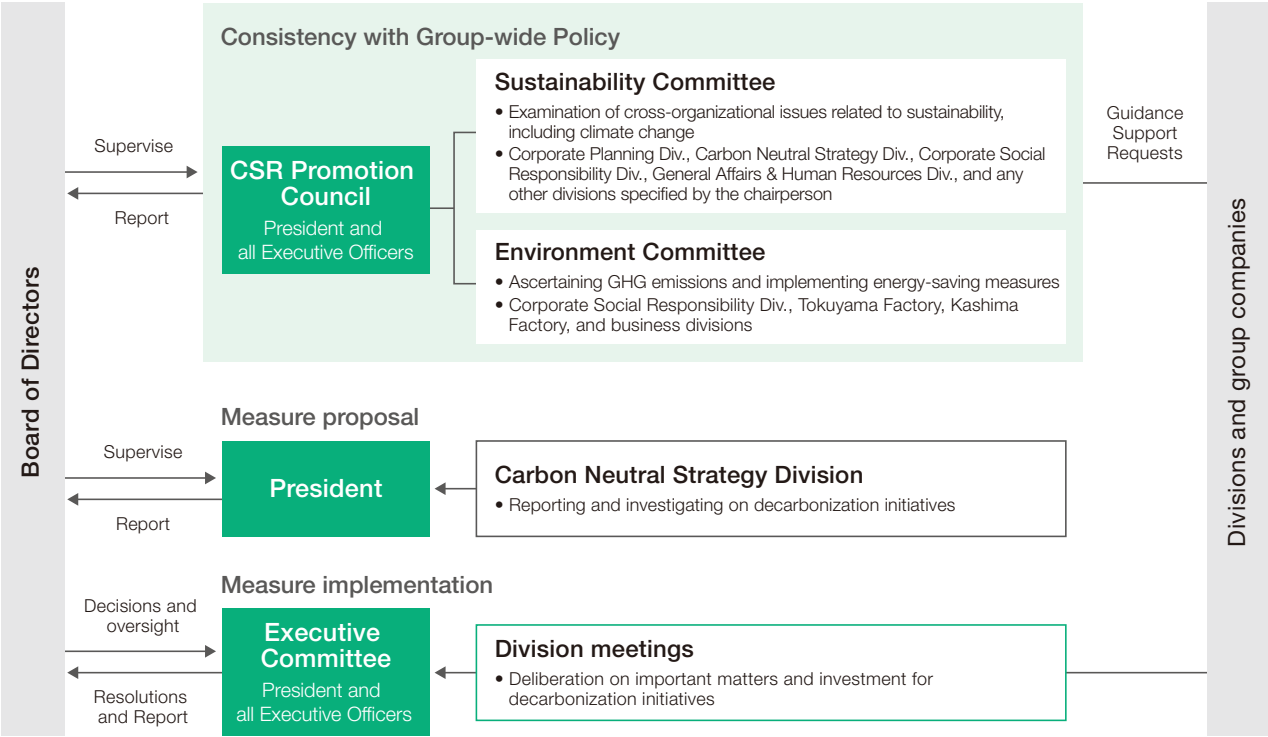 Board of Directors
Supervise
Report
Consistency with Group-wide Policy
CSR Promotion
Council
President and
all Executive Officers
Sustainability Committee
• Examination of cross-organizational issues related to sustainability,
including climate change
• Corporate Planning Div., Carbon Neutral Strategy Div., Corporate Social
Responsibility Div., General Affairs & Human Resources Div., and any
other divisions specified by the chairperson
Environment Committee
• Ascertaining GHG emissions and implementing energy-saving measures
• Corporate Social Responsibility Div., Tokuyama Factory, Kashima
Factory, and business divisions
Guidance
Support
Requests
Divisions and group companies
Measure proposal
Supervise
Report
President
Carbon Neutral Strategy Division
• Reporting and investigating on decarbonization initiatives
Measure implementation
Decisions and
oversight
Resolutions
and Report
Executive
Committee
President and
all Executive Officers
Division meetings
• Deliberation on important matters and investment for
decarbonization initiatives